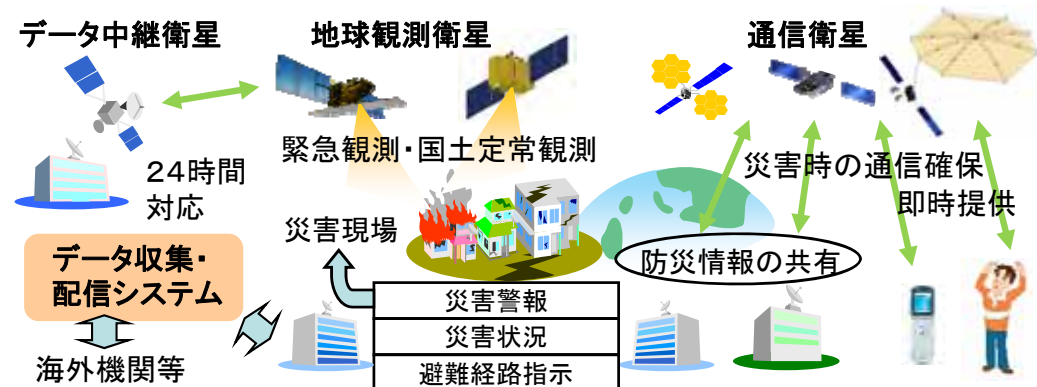 データ中継衛星
地球観測衛星
通信衛星
緊急観測・国土定常観測
24時間
対応
災害時の通信確保
即時提供
災害現場
データ収集・
配信システム
防災情報の共有
災害警報
災害状況
避難経路指示
海外機関等